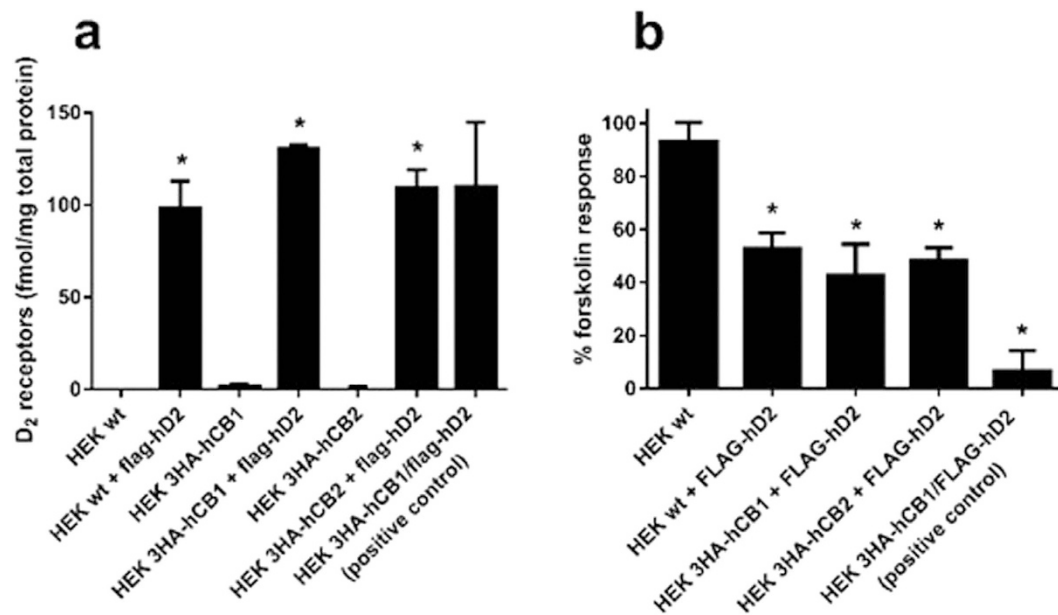 a
D₂ receptors (fmol/mg total protein)
150
100
50
0
*
*
*
HEK wt
HEK wt + flag-hD2
HEK 3HA-hCB1
HEK 3HA-hCB1 + flag-hD2
HEK 3HA-hCB2
HEK 3HA-hCB2 + flag-hD2
HEK 3HA-hCB1/flag-hD2
(positive control)
b
% forskolin response
100
80
60
40
20
0
*
*
*
*
HEK wt
HEK wt + FLAG-hD2
HEK 3HA-hCB1 + FLAG-hD2
HEK 3HA-hCB2 + FLAG-hD2
HEK 3HA-hCB1/FLAG-hD2
(positive control)